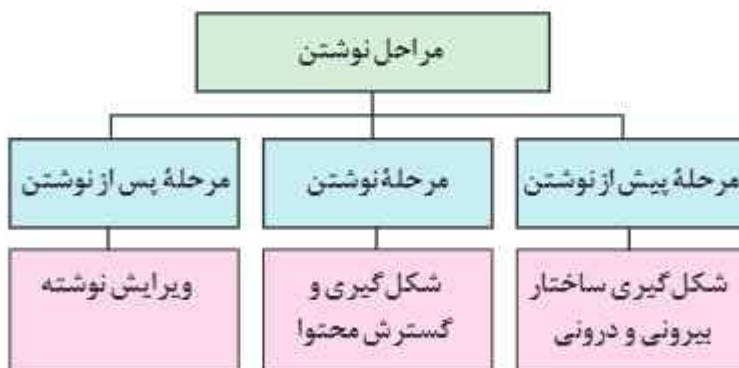 مراحل نوشتن
مرحلهٔ پیش از نوشتن
مرحلهٔ نوشتن
مرحلهٔ پس از نوشتن
شکل‌گیری ساختار
بیرونی و درونی
شکل‌گیری و
گسترش محتوا
ویرایش نوشته